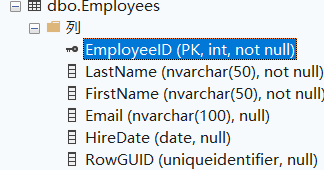 dbo.Employees
列
EmployeeID (PK, int, not null)
LastName (nvarchar(50), not null)
FirstName (nvarchar(50), not null)
Email (nvarchar(100), null)
HireDate (date, null)
RowGUID (uniqueidentifier, null)